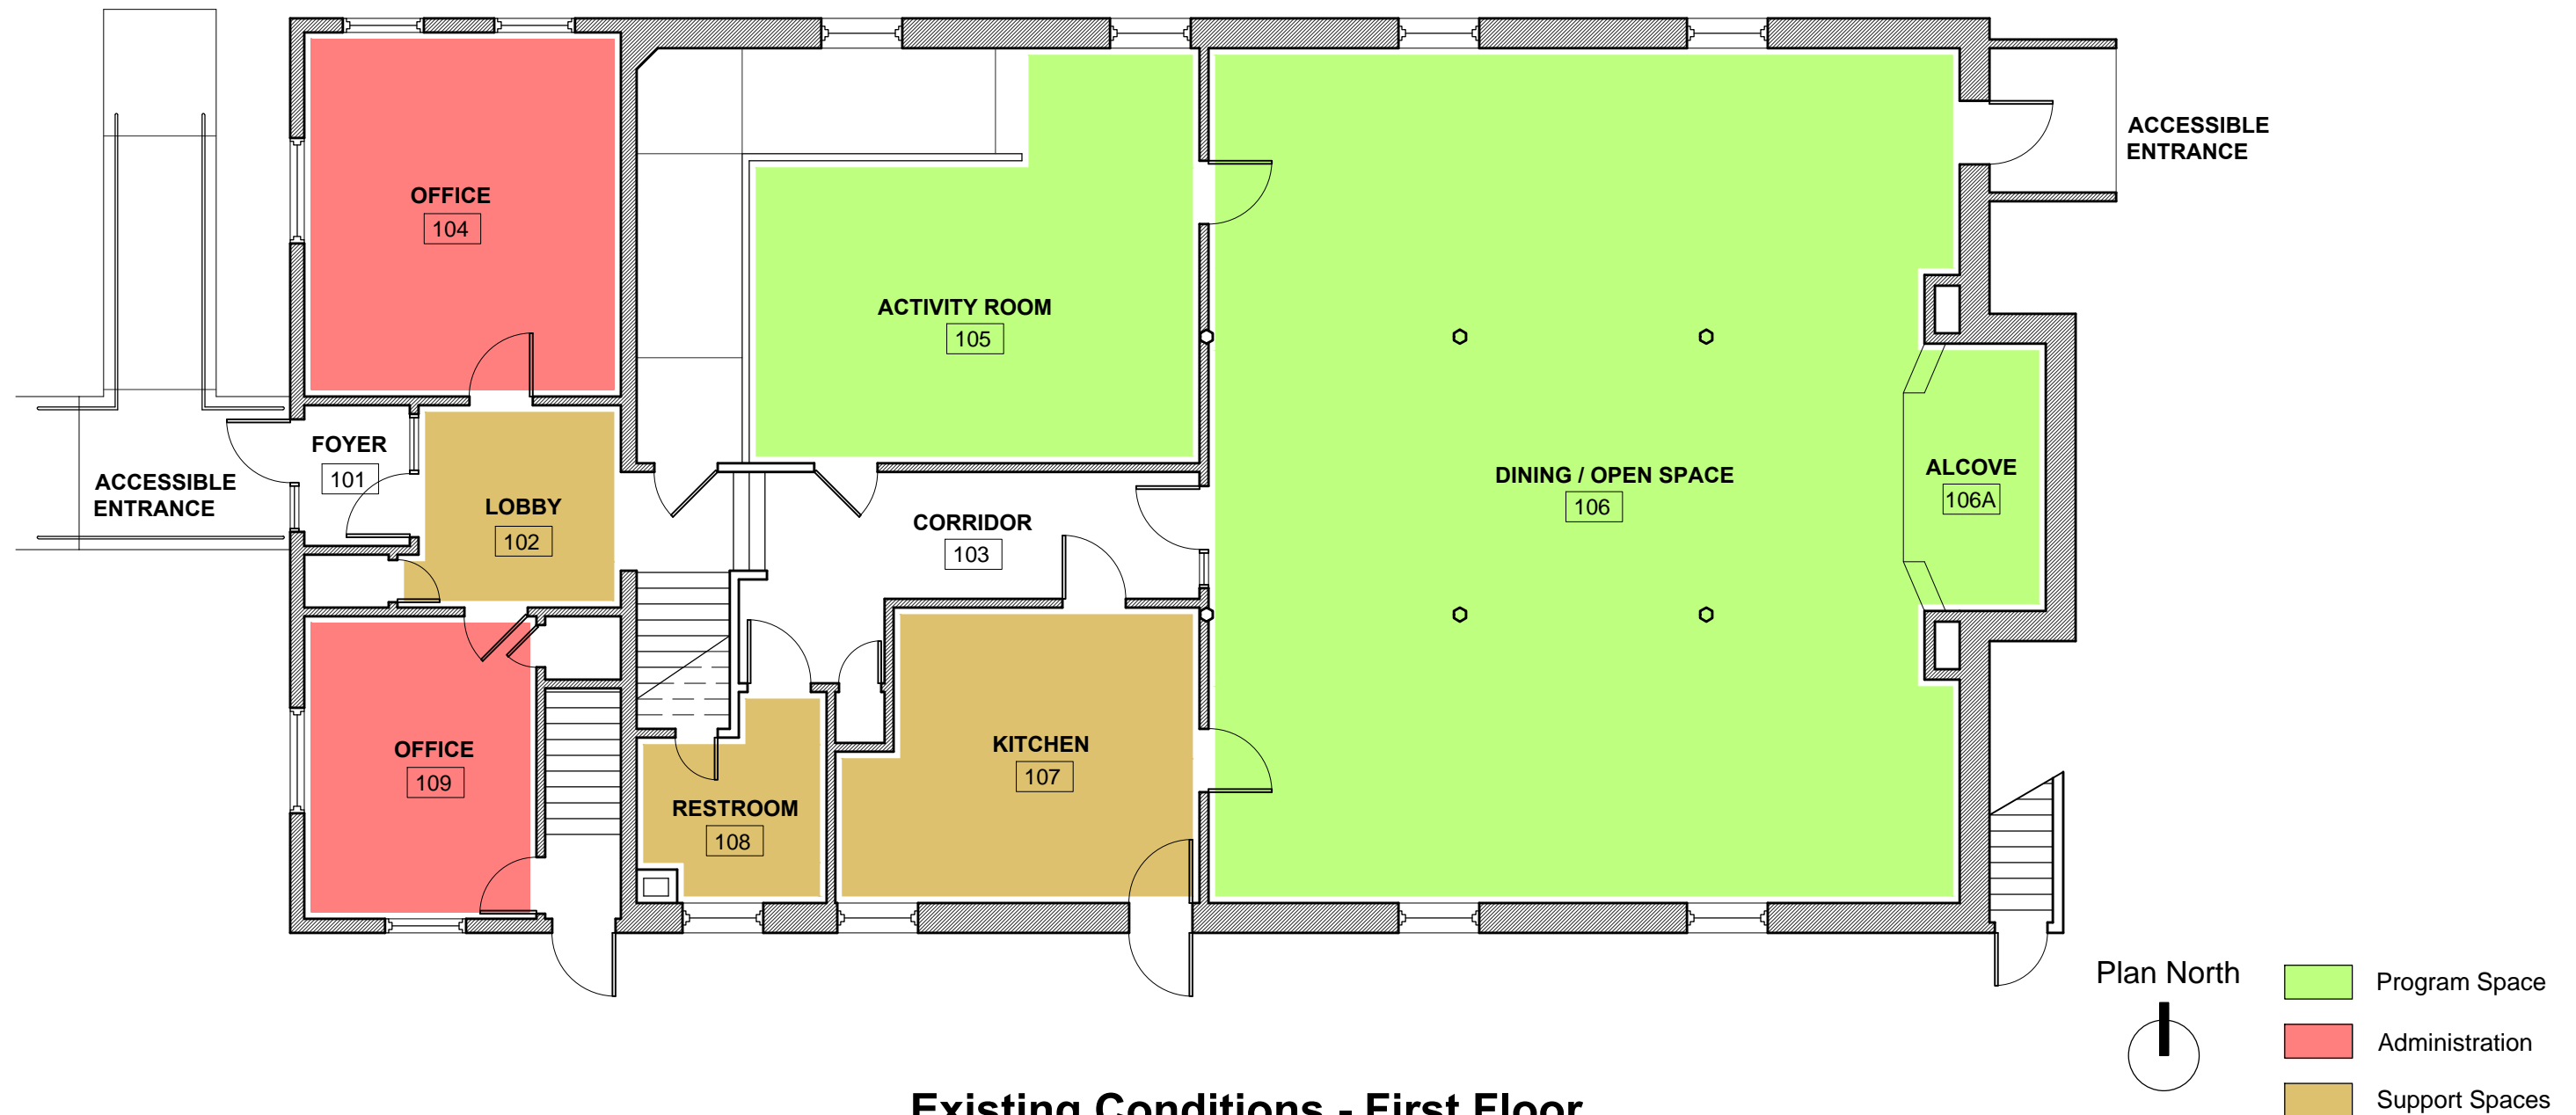 ACCESSIBLE
ENTRANCE
OFFICE
104
ACTIVITY ROOM
105
FOYER
101
ACCESSIBLE
ENTRANCE
LOBBY
102
CORRIDOR
103
DINING / OPEN SPACE
106
ALCOVE
106A
OFFICE
109
RESTROOM
108
KITCHEN
107
Plan North
Program Space
Administration
Support Spaces
Existing Conditions - First Floor